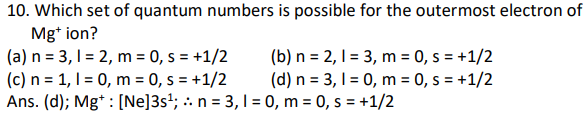 10. Which set of quantum numbers is possible for the outermost electron of
Mg⁺ ion?
(a) n = 3, l = 2, m = 0, s = +1/2 (b) n = 2, l = 3, m = 0, s = +1/2
(c) n = 1, l = 0, m = 0, s = +1/2 (d) n = 3, l = 0, m = 0, s = +1/2
Ans. (d); Mg⁺ : [Ne]3s¹; ∴ n = 3, l = 0, m = 0, s = +1/2